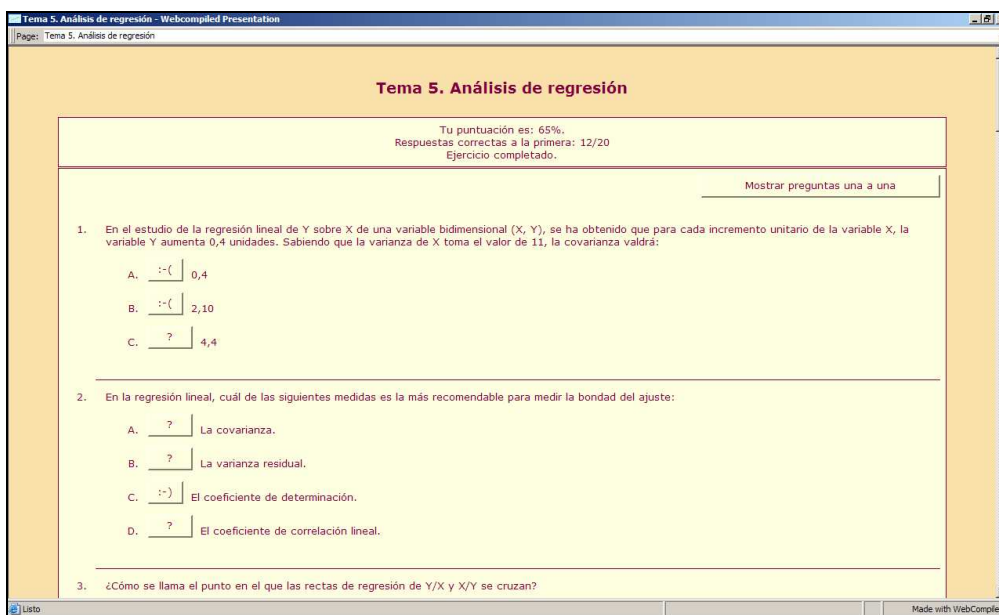 Tema 5. Análisis de regresión - Webcompiled Presentation
Page: Tema 5. Análisis de regresión
Tema 5. Análisis de regresión
Tu puntuación es: 65%.
Respuestas correctas a la primera: 12/20
Ejercicio completado.
Mostrar preguntas una a una
1. En el estudio de la regresión lineal de Y sobre X de una variable bidimensional (X, Y), se ha obtenido que para cada incremento unitario de la variable X, la
variable Y aumenta 0,4 unidades. Sabiendo que la varianza de X toma el valor de 11, la covarianza valdrá:
A. :-( 0,4
B. :-( 2,10
C. ? 4,4
2. En la regresión lineal, cuál de las siguientes medidas es la más recomendable para medir la bondad del ajuste:
A. ? La covarianza.
B. ? La varianza residual.
C. :-) El coeficiente de determinación.
D. ? El coeficiente de correlación lineal.
3. ¿Cómo se llama el punto en el que las rectas de regresión de Y/X y X/Y se cruzan?
Listo
Made with WebCompile